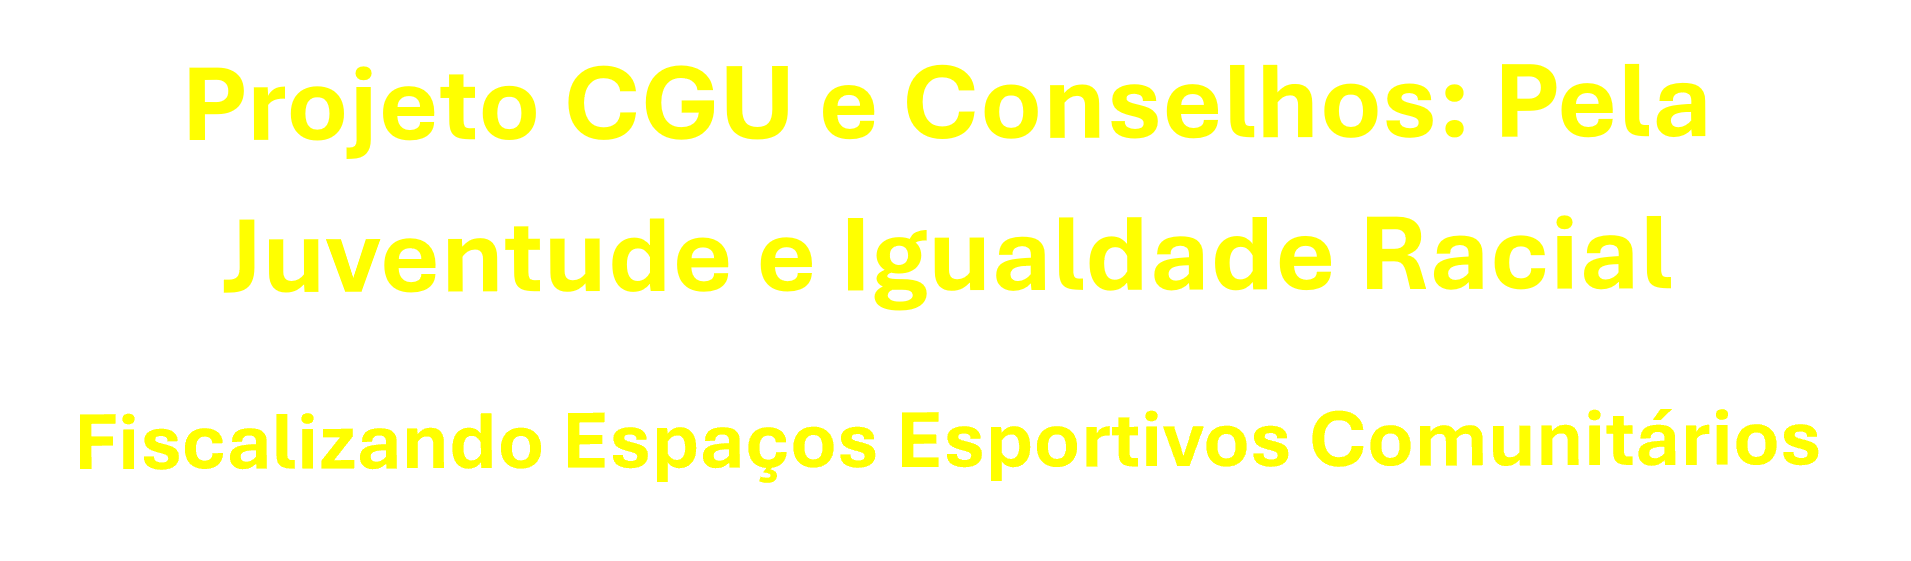 Projeto CGU e Conselhos: Pela
Juventude e Igualdade Racial
Fiscalizando Espaços Esportivos Comunitários